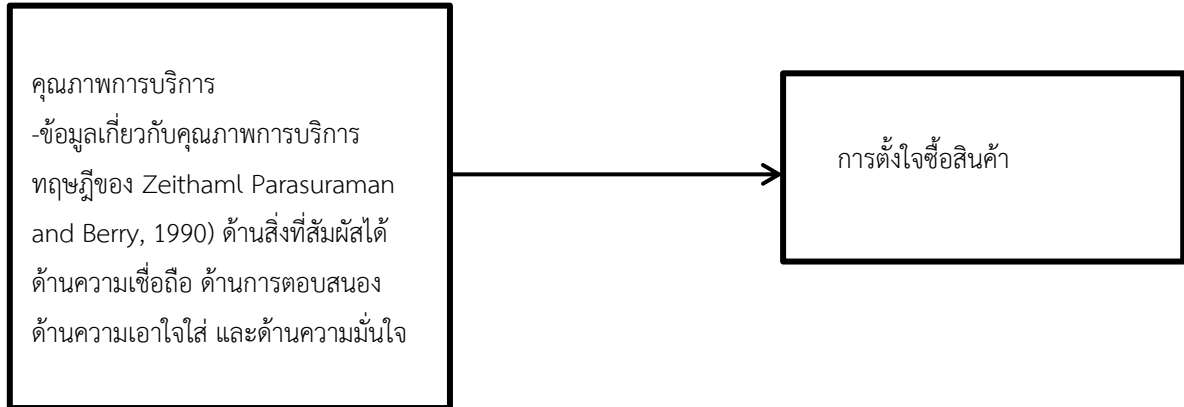 คุณภาพการบริการ
-ข้อมูลเกี่ยวกับคุณภาพการบริการ
ทฤษฎีของ Zeithaml Parasuraman
and Berry, 1990) ด้านสิ่งที่สัมผัสได้
ด้านความเชื่อถือ ด้านการตอบสนอง
ด้านความเอาใจใส่ และด้านความมั่นใจ
การตั้งใจซื้อสินค้า